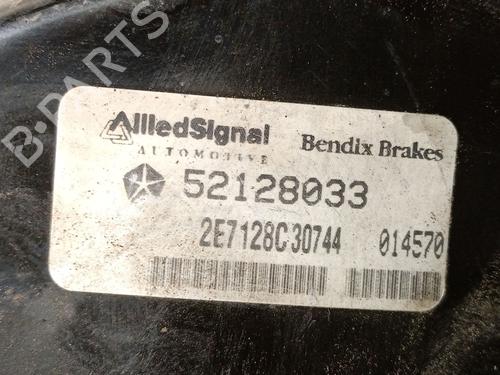 B-PARTS
AlliedSignal
AUTOMOTIVE
Bendix Brakes
52128033
2E7128C30744 014570